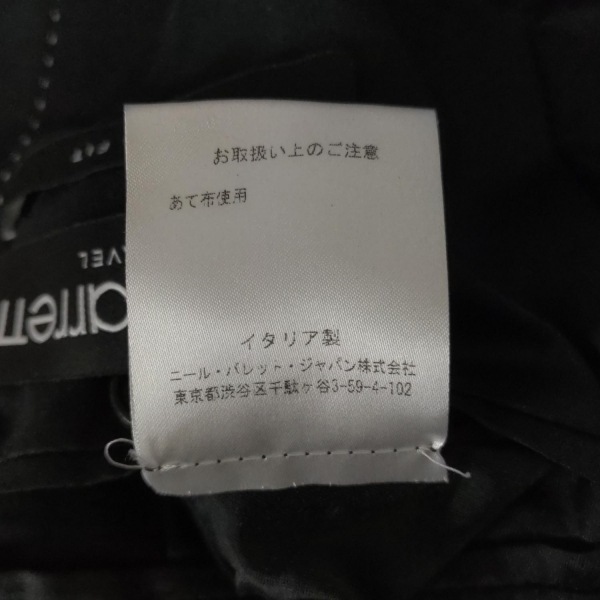 お取扱い上のご注意
あて布使用
イタリア製
ニール・バレット・ジャパン株式会社
東京都渋谷区千駄ヶ谷3-59-4-102
AVEL
arrett